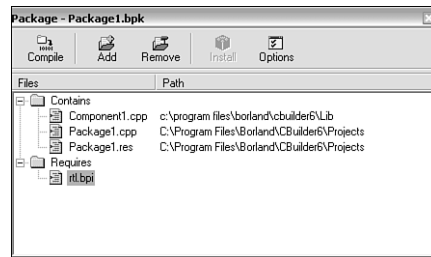 Package - Package1.bpk
Compile Add Remove Install Options
Files Path
Contains
Component1.cpp c:\program files\borland\cbuilder6\Lib
Package1.cpp C:\Program Files\Borland\CBuilder6\Projects
Package1.res C:\Program Files\Borland\CBuilder6\Projects
Requires
rtl.bpi